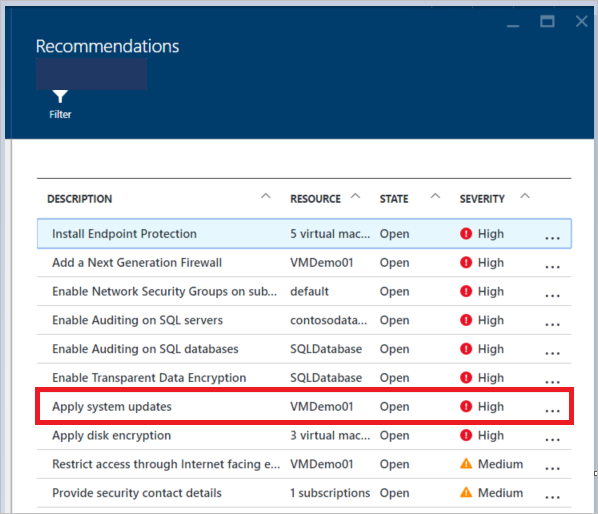 Recommendations
Filter
DESCRIPTION RESOURCE STATE SEVERITY
Install Endpoint Protection 5 virtual mac... Open High ...
Add a Next Generation Firewall VMDemo01 Open High ...
Enable Network Security Groups on sub... default Open High ...
Enable Auditing on SQL servers contosodata... Open High ...
Enable Auditing on SQL databases SQLDatabase Open High ...
Enable Transparent Data Encryption SQLDatabase Open High ...
Apply system updates VMDemo01 Open High ...
Apply disk encryption 3 virtual mac... Open High ...
Restrict access through Internet facing e... VMDemo01 Open Medium ...
Provide security contact details 1 subscriptions Open Medium ...